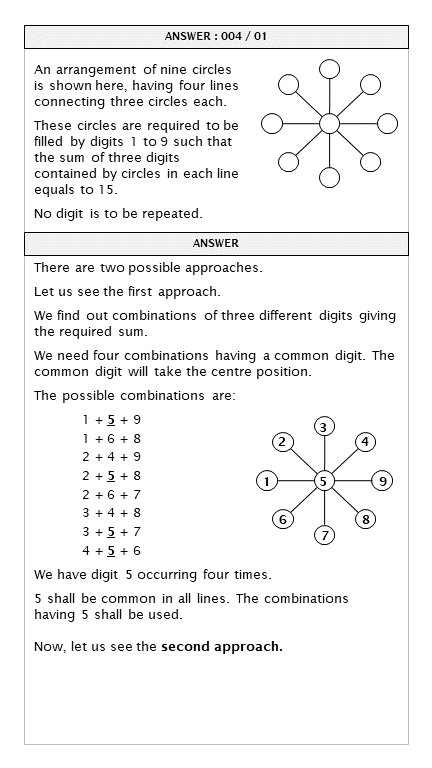 ANSWER : 004 / 01
An arrangement of nine circles
is shown here, having four lines
connecting three circles each.
These circles are required to be
filled by digits 1 to 9 such that
the sum of three digits
contained by circles in each line
equals to 15.
No digit is to be repeated.
ANSWER
There are two possible approaches.
Let us see the first approach.
We find out combinations of three different digits giving
the required sum.
We need four combinations having a common digit. The
common digit will take the centre position.
The possible combinations are:
1 + 5 + 9
1 + 6 + 8
2 + 4 + 9
2 + 5 + 8
2 + 6 + 7
3 + 4 + 8
3 + 5 + 7
4 + 5 + 6
3
2 4
1 5 9
6 8
7
We have digit 5 occurring four times.
5 shall be common in all lines. The combinations
having 5 shall be used.
Now, let us see the second approach.